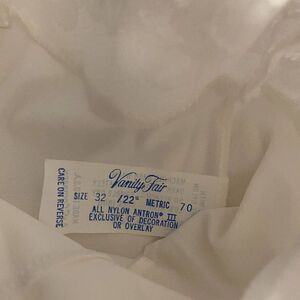 Vanity Fair
SIZE 32 /22" METRIC 70
ALL NYLON ANTRON® III
EXCLUSIVE OF DECORATION
OR OVERLAY
CARE ON REVERSE